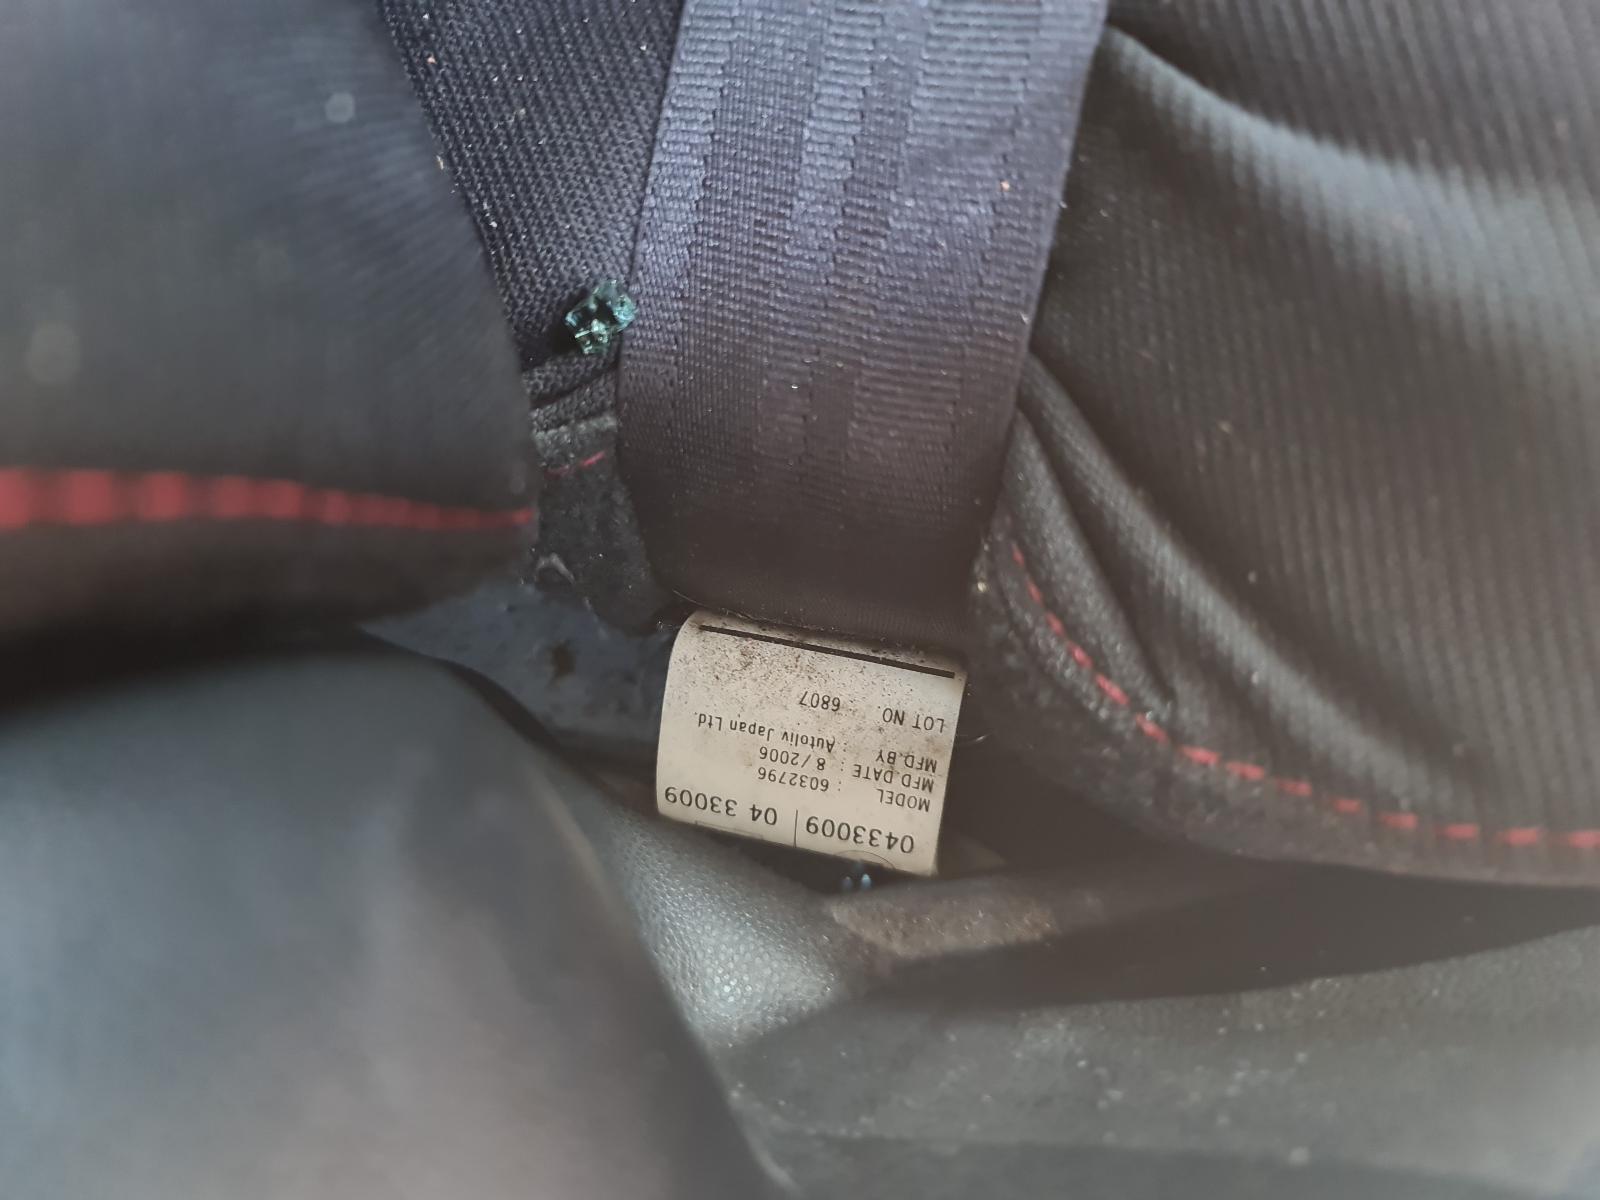 0433009 04 33009
MODEL : 6032796
MFD DATE : 8 / 2006
MFD.BY : Autoliv Japan Ltd.
LOT NO. : 6807